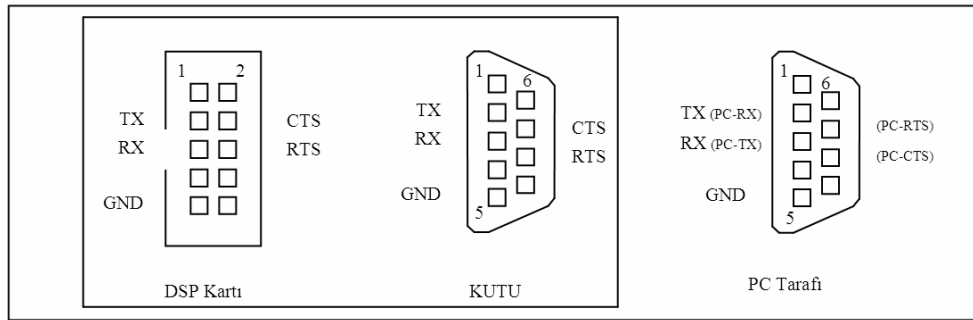 1 2
TX
RX
GND
CTS
RTS
DSP Kartı
1
6
TX
RX
GND
5
CTS
RTS
KUTU
1
6
TX (PC-RX)
RX (PC-TX)
GND
5
(PC-RTS)
(PC-CTS)
PC Tarafı